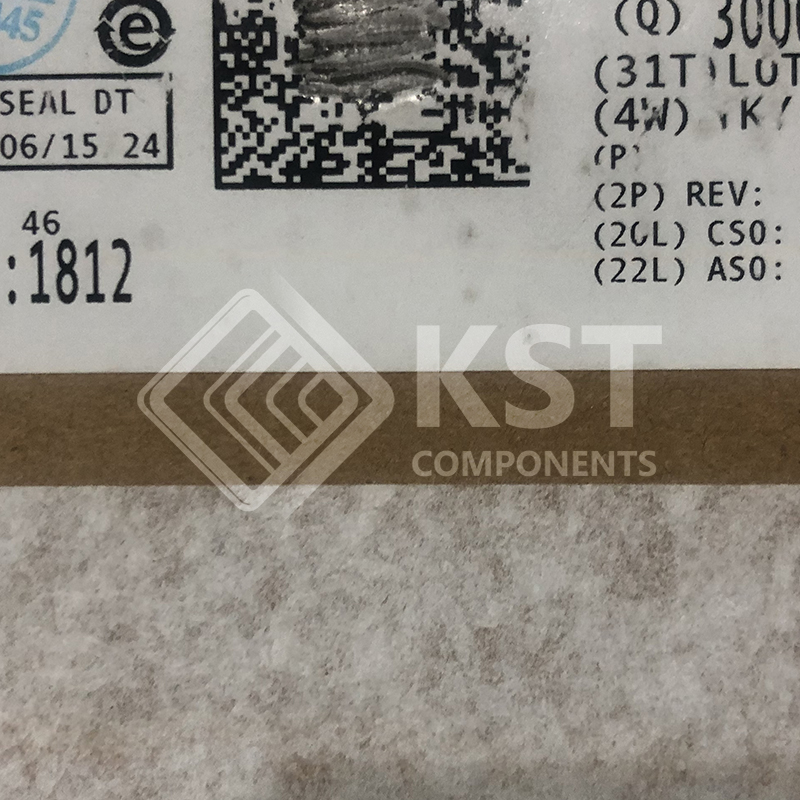 45
e
SEAL DT
06/15 24
46
:1812
(Q) 300
(31T) LOT
(4W) K/
(P)
(2P) REV:
(20L) CSO:
(22L) ASO:
KST
COMPONENTS